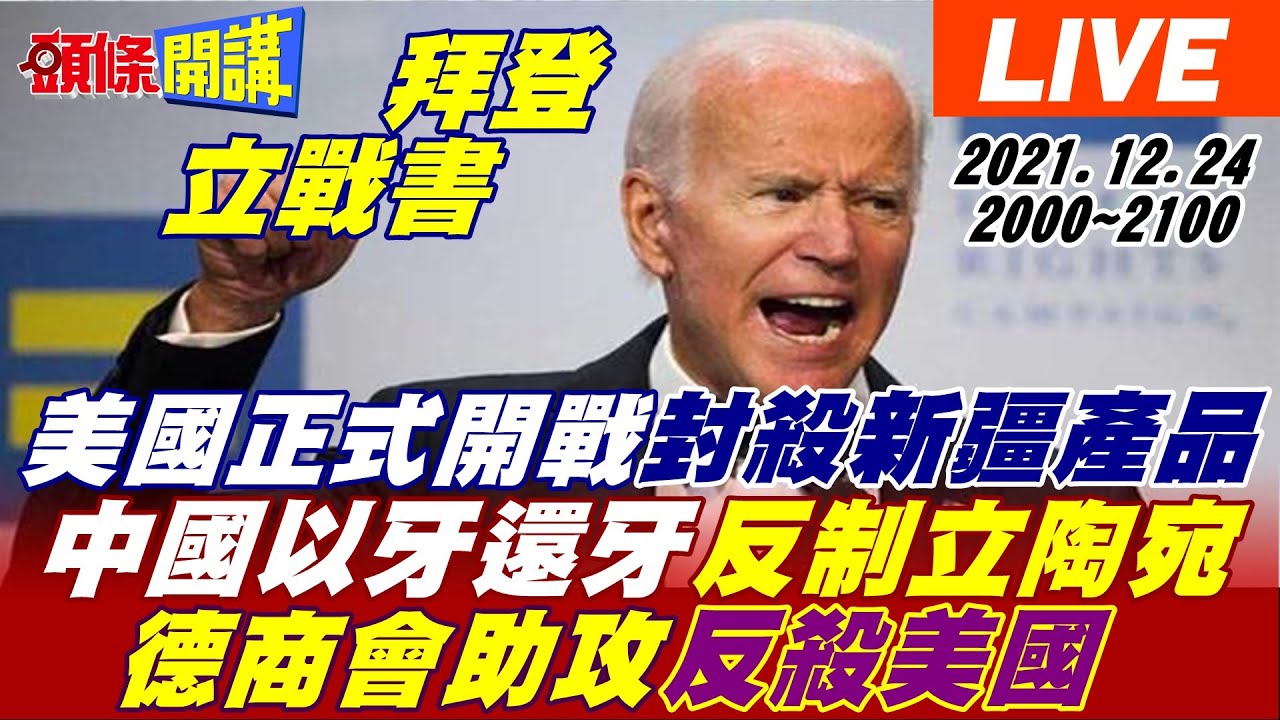 頭條開講
LIVE
拜登
立戰書
2021.12.24
2000~2100
RIGHTS
CAMPAIGN
美國正式開戰封殺新疆產品
中國以牙還牙反制立陶宛
德商會助攻反殺美國